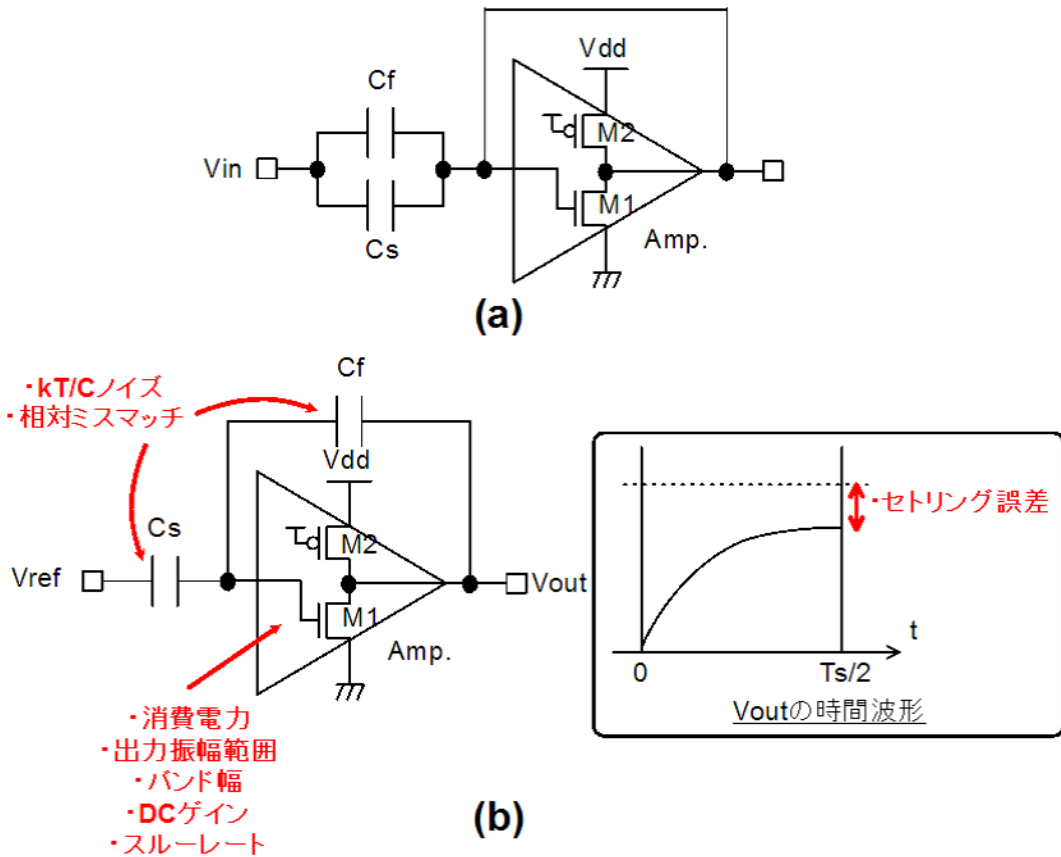 Vdd
Cf
M2
Vin
M1
Cs
Amp.
(a)
Cf
・kT/Cノイズ
・相対ミスマッチ
Vdd
Cs
M2
Vref
Vout
M1
Amp.
・消費電力
・出力振幅範囲
・バンド幅
・DCゲイン
・スルーレート
・セトリング誤差
t
0
Ts/2
Voutの時間波形
(b)